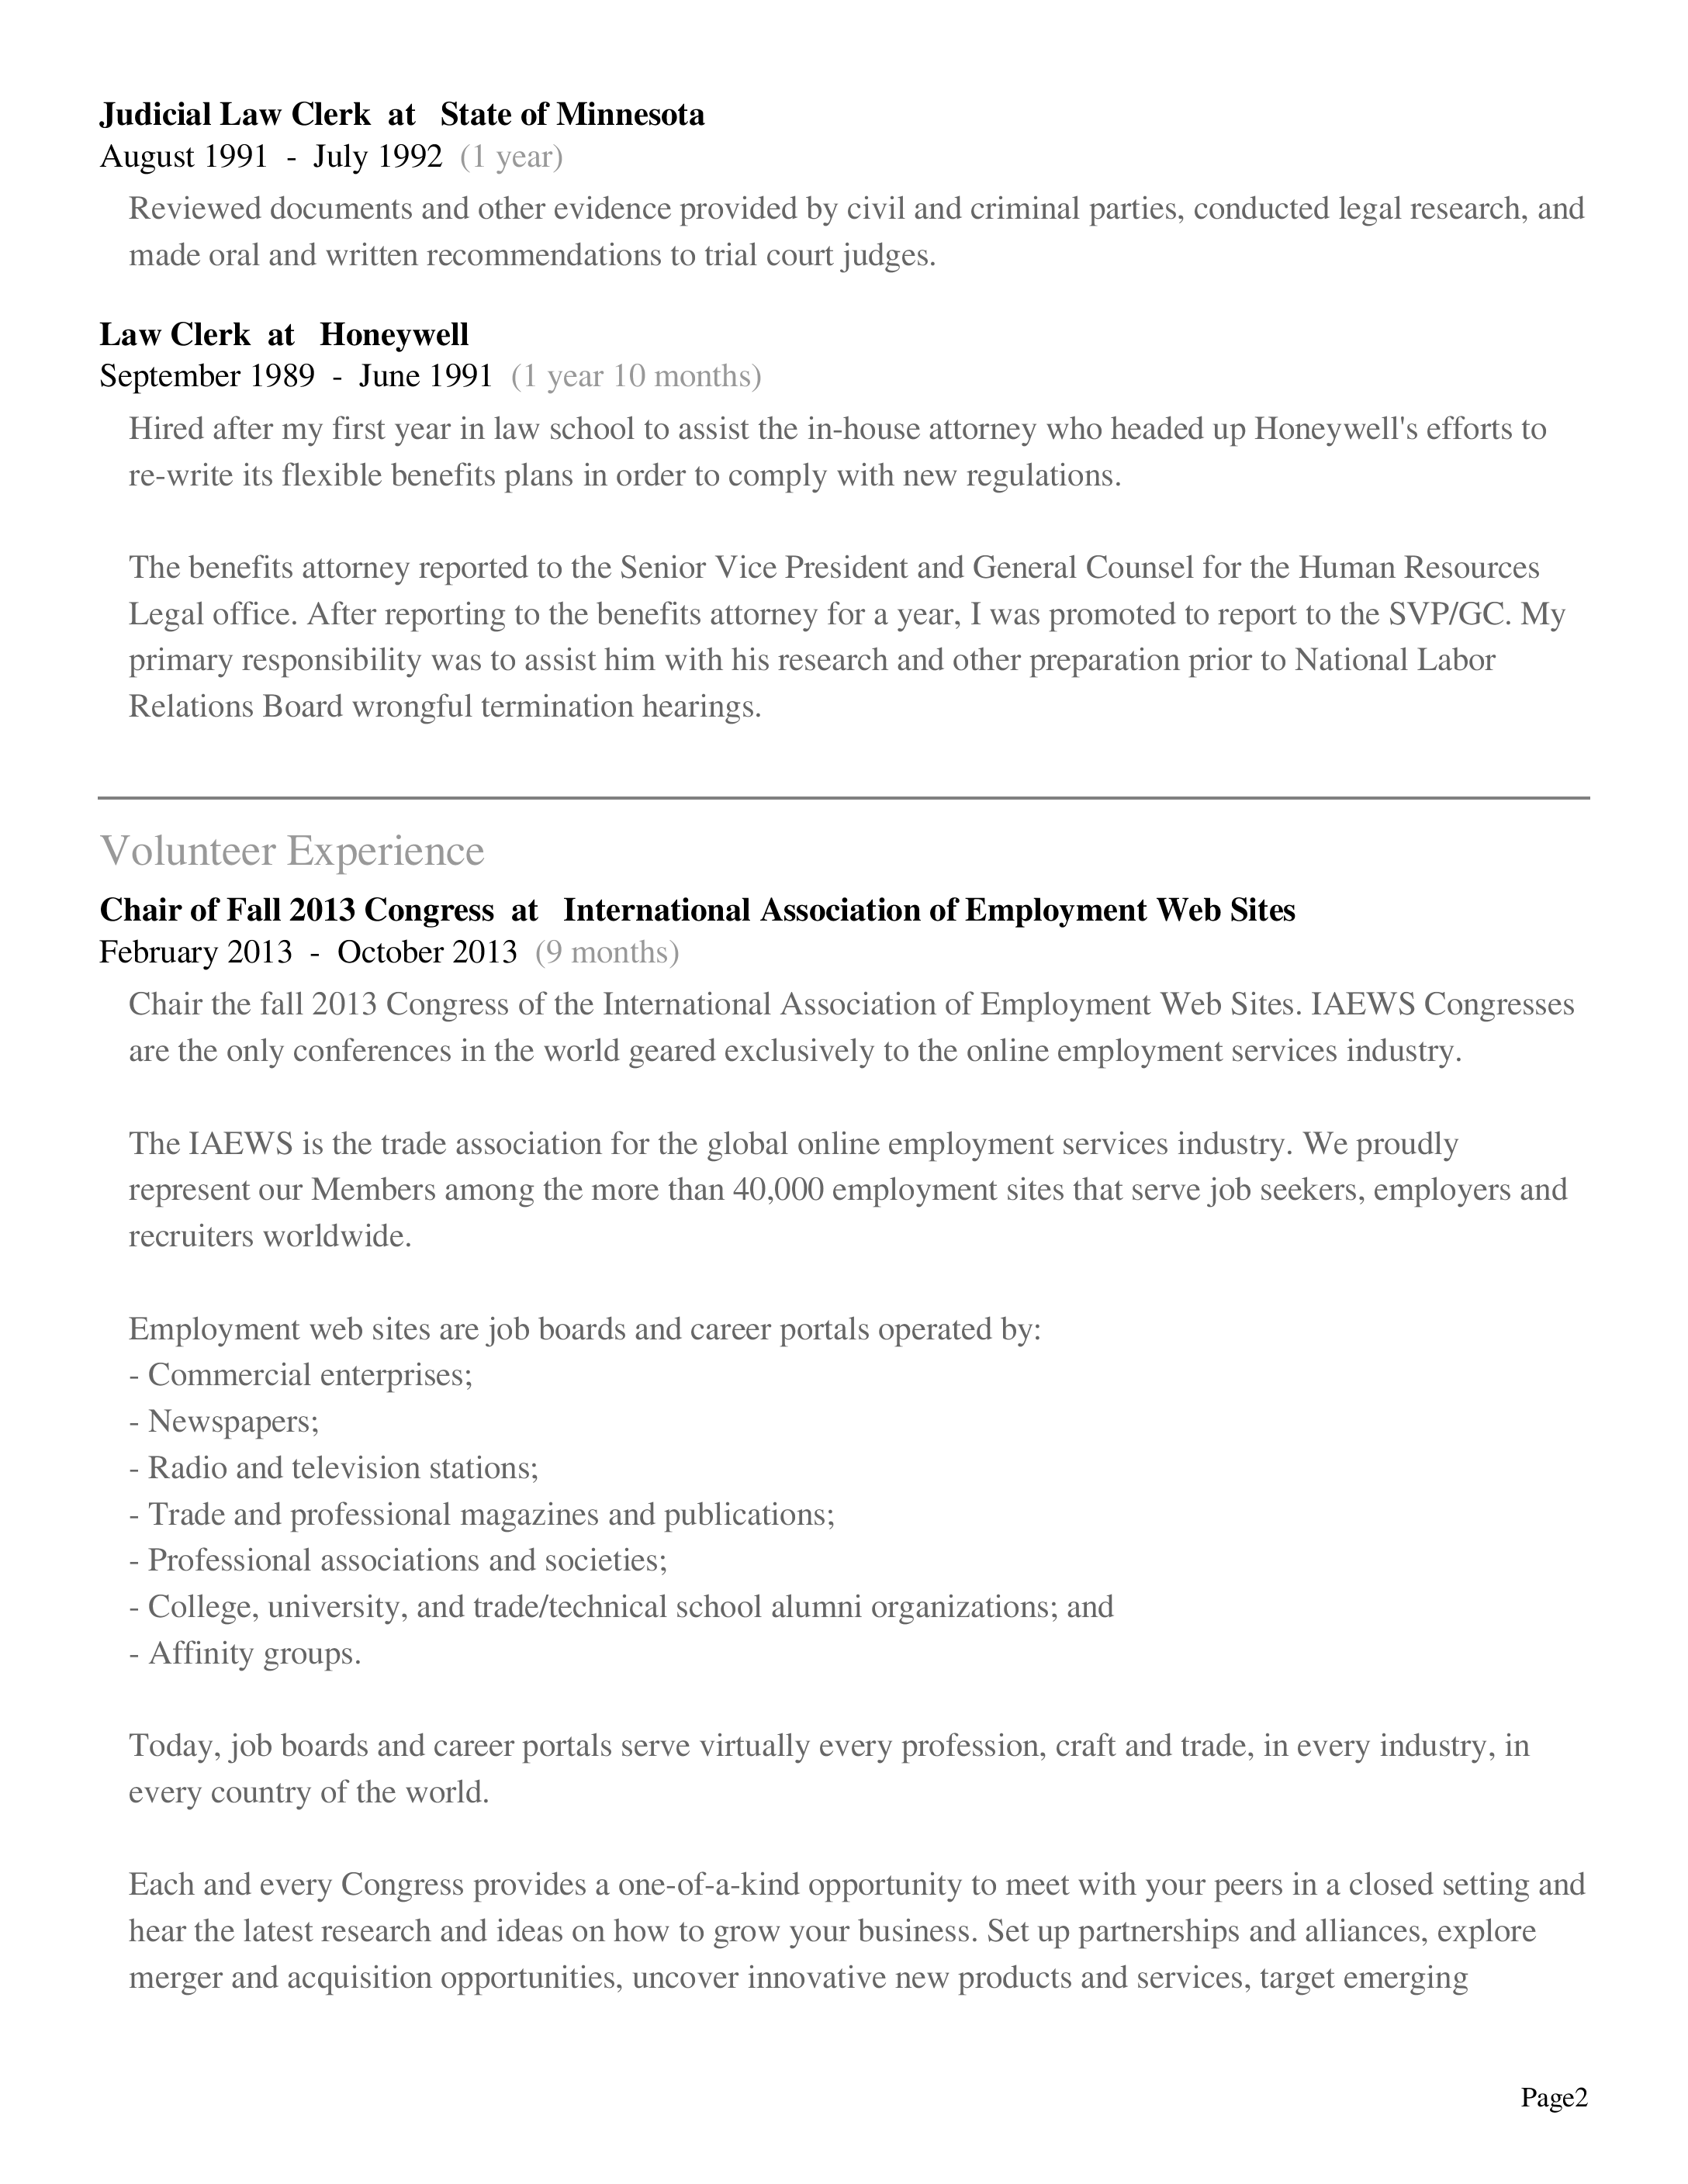 Judicial Law Clerk at State of Minnesota
August 1991 - July 1992 (1 year)
Reviewed documents and other evidence provided by civil and criminal parties, conducted legal research, and
made oral and written recommendations to trial court judges.
Law Clerk at Honeywell
September 1989 - June 1991 (1 year 10 months)
Hired after my first year in law school to assist the in-house attorney who headed up Honeywell's efforts to
re-write its flexible benefits plans in order to comply with new regulations.
The benefits attorney reported to the Senior Vice President and General Counsel for the Human Resources
Legal office. After reporting to the benefits attorney for a year, I was promoted to report to the SVP/GC. My
primary responsibility was to assist him with his research and other preparation prior to National Labor
Relations Board wrongful termination hearings.
Volunteer Experience
Chair of Fall 2013 Congress at International Association of Employment Web Sites
February 2013 - October 2013 (9 months)
Chair the fall 2013 Congress of the International Association of Employment Web Sites. IAEWS Congresses
are the only conferences in the world geared exclusively to the online employment services industry.
The IAEWS is the trade association for the global online employment services industry. We proudly
represent our Members among the more than 40,000 employment sites that serve job seekers, employers and
recruiters worldwide.
Employment web sites are job boards and career portals operated by:
- Commercial enterprises;
- Newspapers;
- Radio and television stations;
- Trade and professional magazines and publications;
- Professional associations and societies;
- College, university, and trade/technical school alumni organizations; and
- Affinity groups.
Today, job boards and career portals serve virtually every profession, craft and trade, in every industry, in
every country of the world.
Each and every Congress provides a one-of-a-kind opportunity to meet with your peers in a closed setting and
hear the latest research and ideas on how to grow your business. Set up partnerships and alliances, explore
merger and acquisition opportunities, uncover innovative new products and services, target emerging
Page2